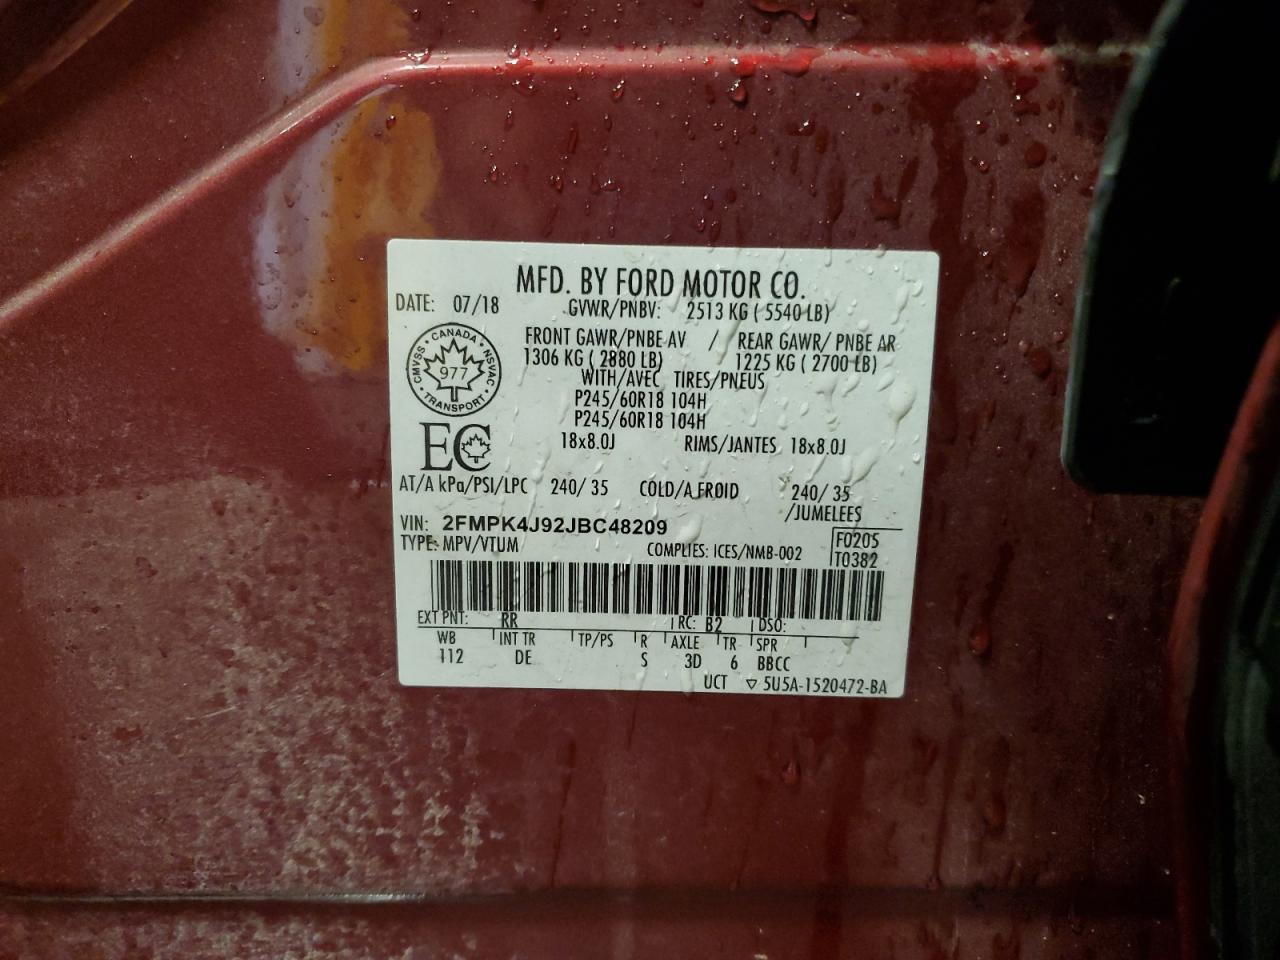 MFD. BY FORD MOTOR CO.
DATE: 07/18 GVWR/PNBV: 2513 KG ( 5540 LB)
FRONT GAWR/PNBE AV / REAR GAWR/ PNBE AR
1306 KG ( 2880 LB) 1225 KG ( 2700 LB)
WITH/AVEC TIRES/PNEUS
P245/60R18 104H
P245/60R18 104H
18x8.0J RIMS/JANTES 18x8.0J
CANADA • NSVAC • TRANSPORT • CMVSS •
977
EC
AT/A kPa/PSI/LPC 240/ 35 COLD/A FROID 240/ 35
/JUMELEES
VIN: 2FMPK4J92JBC48209
TYPE: MPV/VTUM COMPLIES: ICES/NMB-002
F0205
T0382
EXT PNT: RR RC: B2 DSO:
WB INT TR TP/PS R AXLE TR SPR
112 DE S 3D 6 BBCC
UCT ▽ 5U5A-1520472-BA